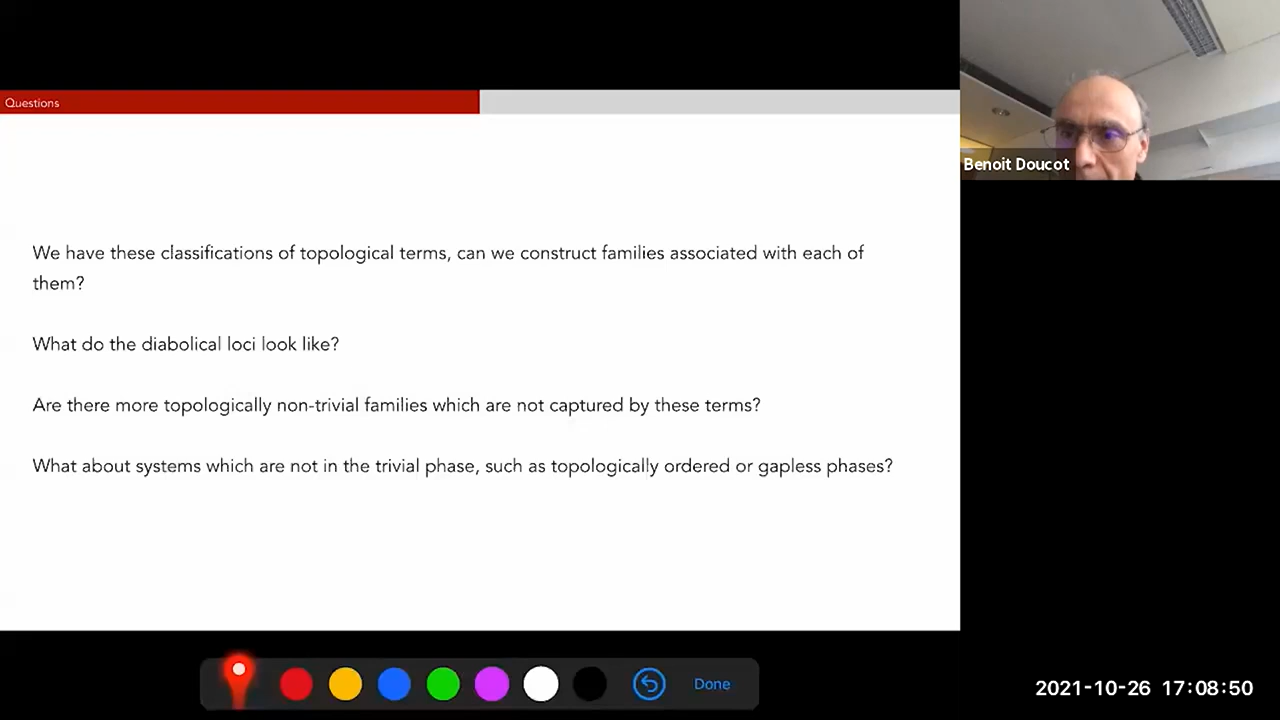 Questions
We have these classifications of topological terms, can we construct families associated with each of
them?
What do the diabolical loci look like?
Are there more topologically non-trivial families which are not captured by these terms?
What about systems which are not in the trivial phase, such as topologically ordered or gapless phases?
Benoit Doucot
Done
2021-10-26 17:08:50